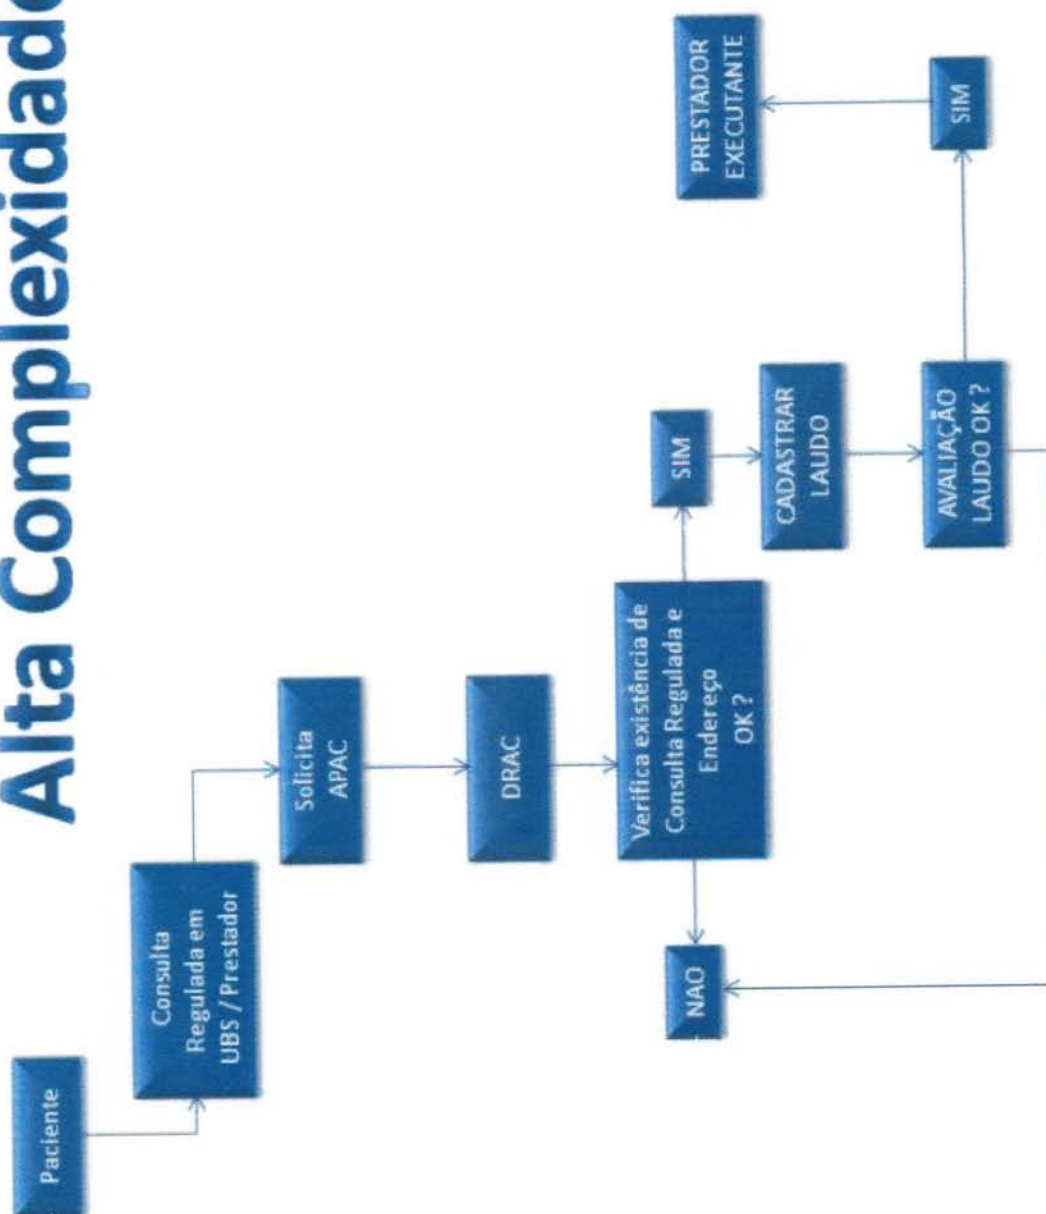 Alta Complexidade
Paciente
Consulta
Regulada em
UBS / Prestador
Solicita
APAC
DRAC
Verifica existência de
Consulta Regulada e
Endereço
OK ?
NAO
SIM
CADASTRAR
LAUDO
AVALIAÇÃO
LAUDO OK ?
SIM
PRESTADOR
EXECUTANTE